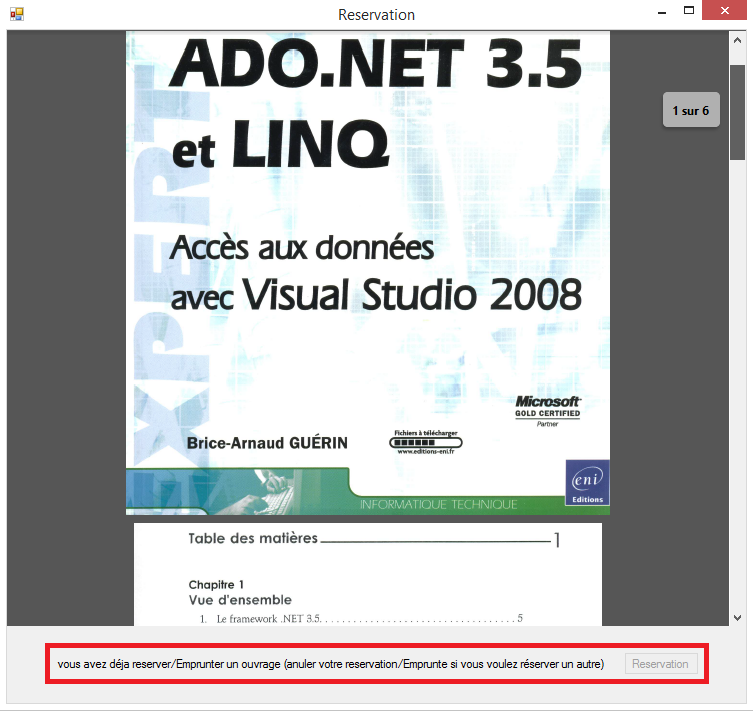 Reservation
ADO.NET 3.5
1 sur 6
et LINQ
EXPERT
Accès aux données
avec Visual Studio 2008
Microsoft
GOLD CERTIFIED
Partner
Brice-Arnaud GUÉRIN
Fichiers à télécharger
www.editions-eni.fr
eni
Editions
INFORMATIQUE TECHNIQUE
Table des matières 1
Chapitre 1
Vue d'ensemble
1. Le framework .NET 3.5. . . . . . . . . . . . . . . . . . . . . . . . . . . . . . . . . . . 5
vous avez déja reserver/Emprunter un ouvrage (anuler votre reservation/Emprunte si vous voulez réserver un autre)
Reservation